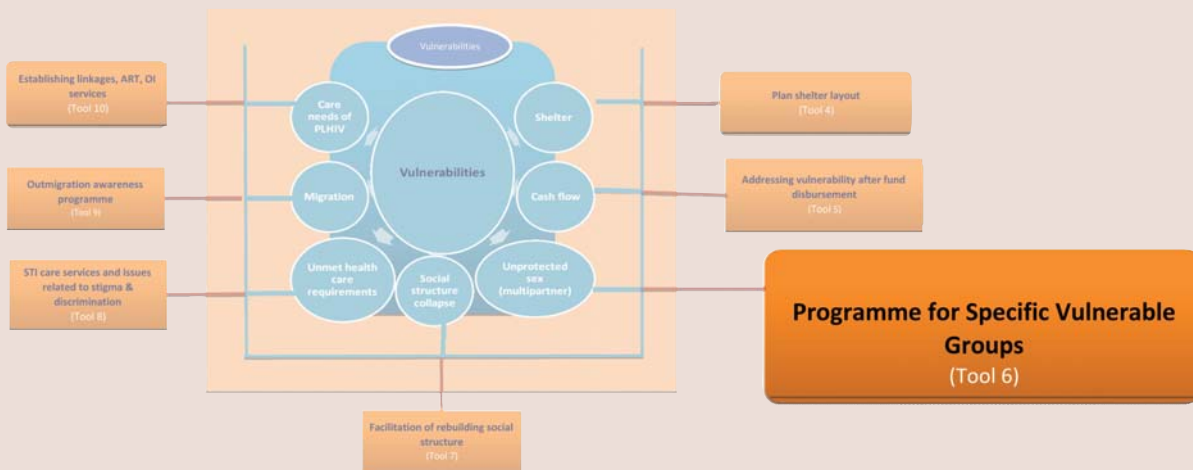 Vulnerabilities
Establishing linkages, ART, OI
services
(Tool 10)
Care
needs of
PLHIV
Shelter
Plan shelter layout
(Tool 4)
Vulnerabilities
Outmigration awareness
programme
(Tool 9)
Migration
Cash flow
Addressing vulnerability after fund
disbursement
(Tool 5)
STI care services and issues
related to stigma &
discrimination
(Tool 8)
Unmet health
care
requirements
Social
structure
collapse
Unprotected
sex
(multipartner)
Programme for Specific Vulnerable
Groups
(Tool 6)
Facilitation of rebuilding social
structure
(Tool 7)